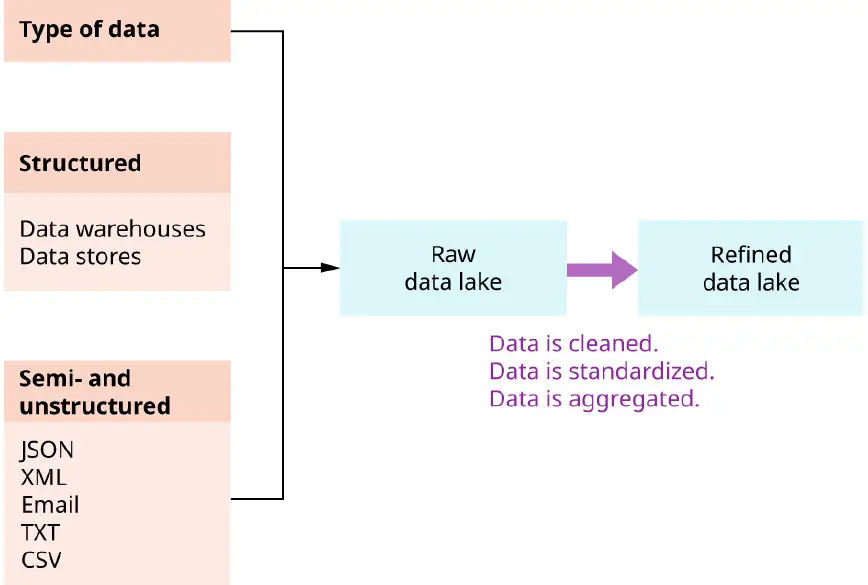 Type of data
Structured
Data warehouses
Data stores
Semi- and
unstructured
JSON
XML
Email
TXT
CSV
Raw
data lake
Refined
data lake
Data is cleaned.
Data is standardized.
Data is aggregated.